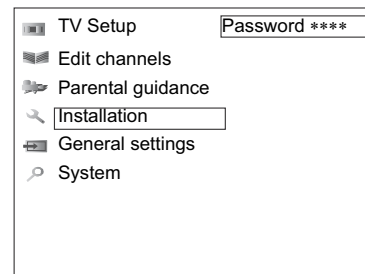 TV Setup Password ****
Edit channels
Parental guidance
Installation
General settings
System